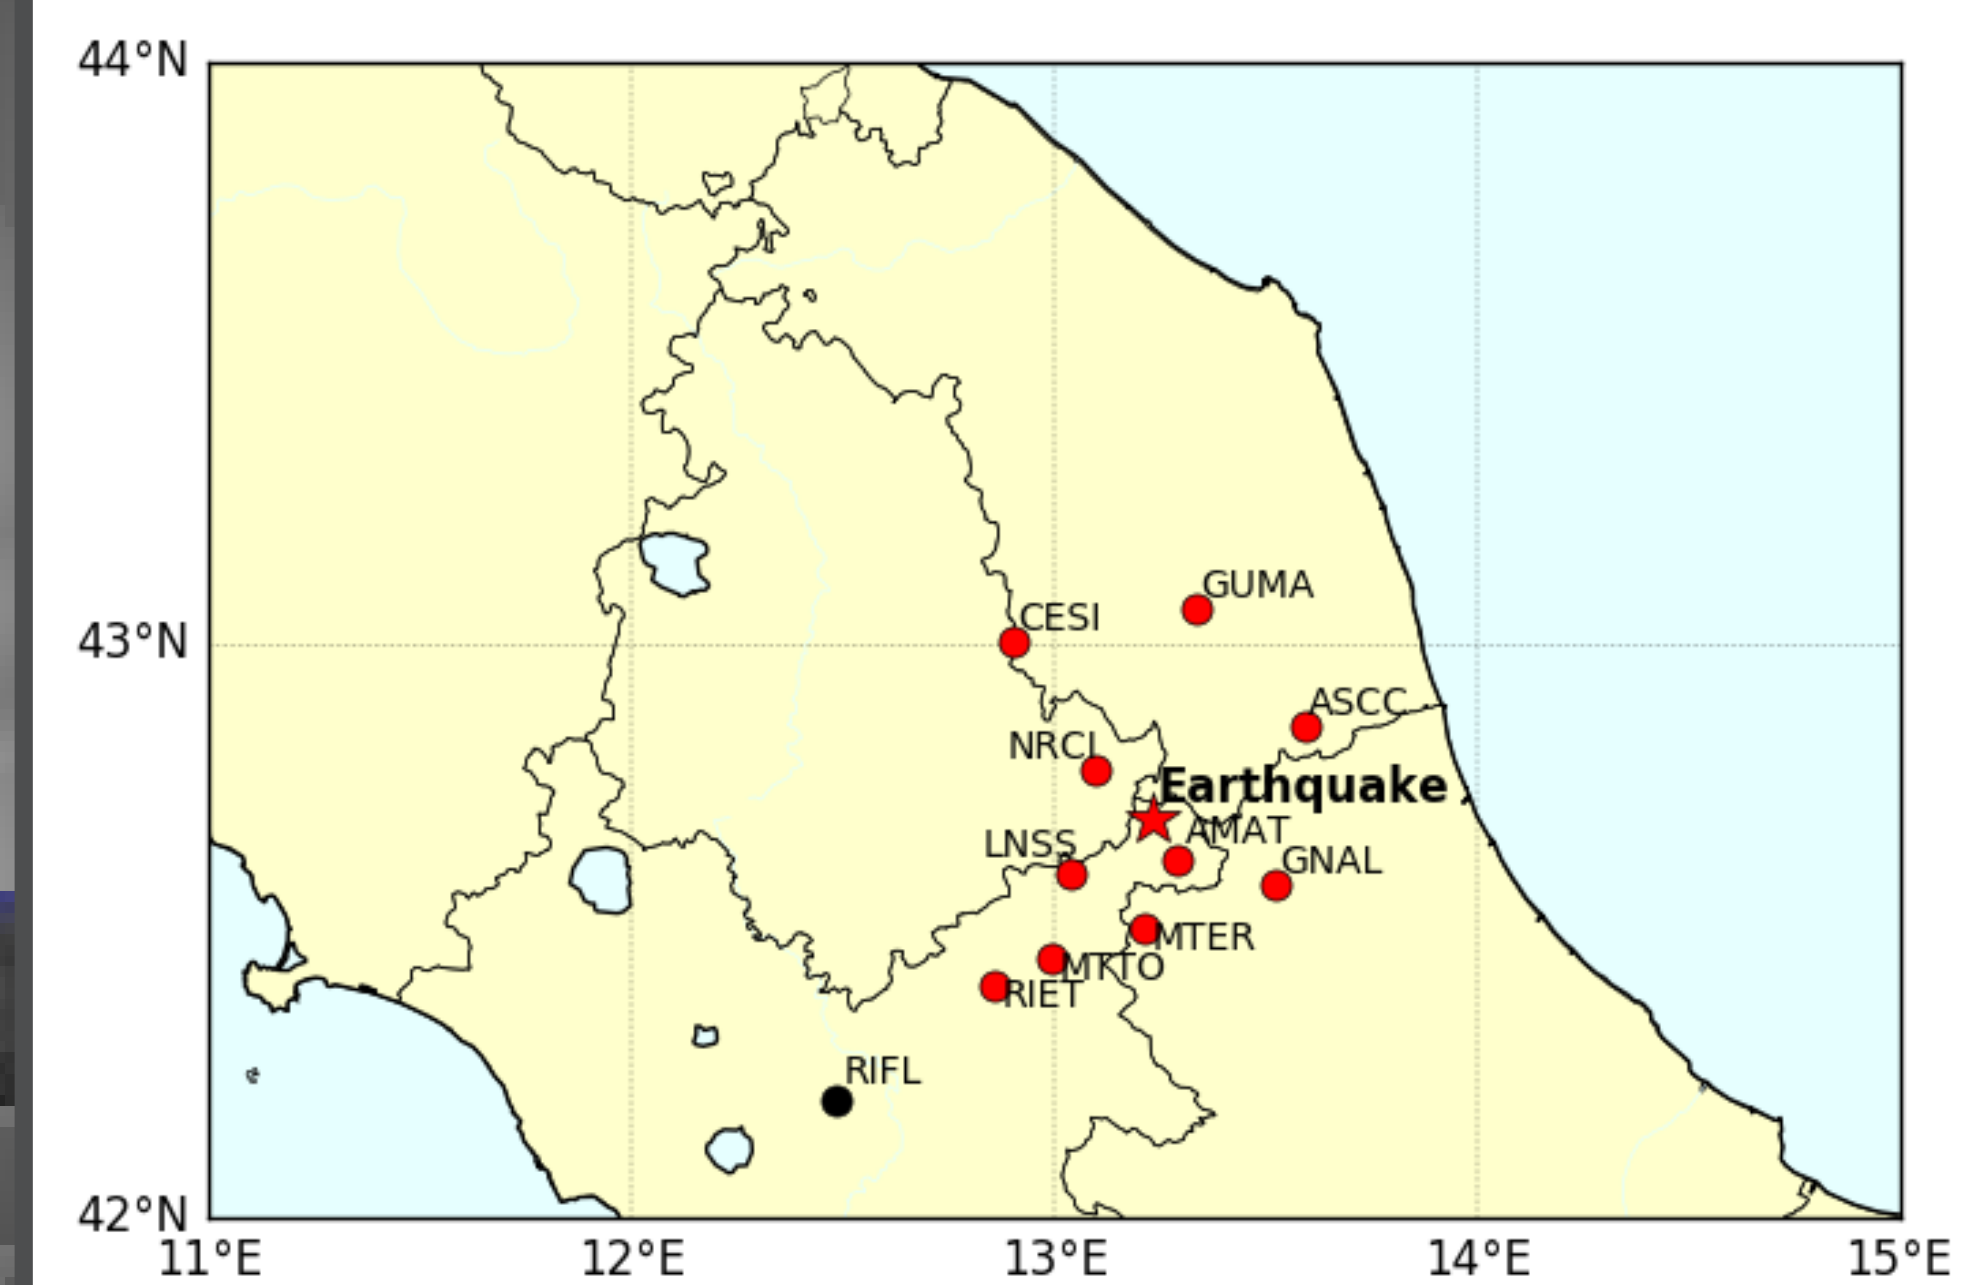 44°N
GUMA
CESI
43°N
ASCC
NRCI
Earthquake
AMAT
LNSS
GNAL
MTER
MTTO
RIET
RIFL
42°N
11°E 12°E 13°E 14°E 15°E